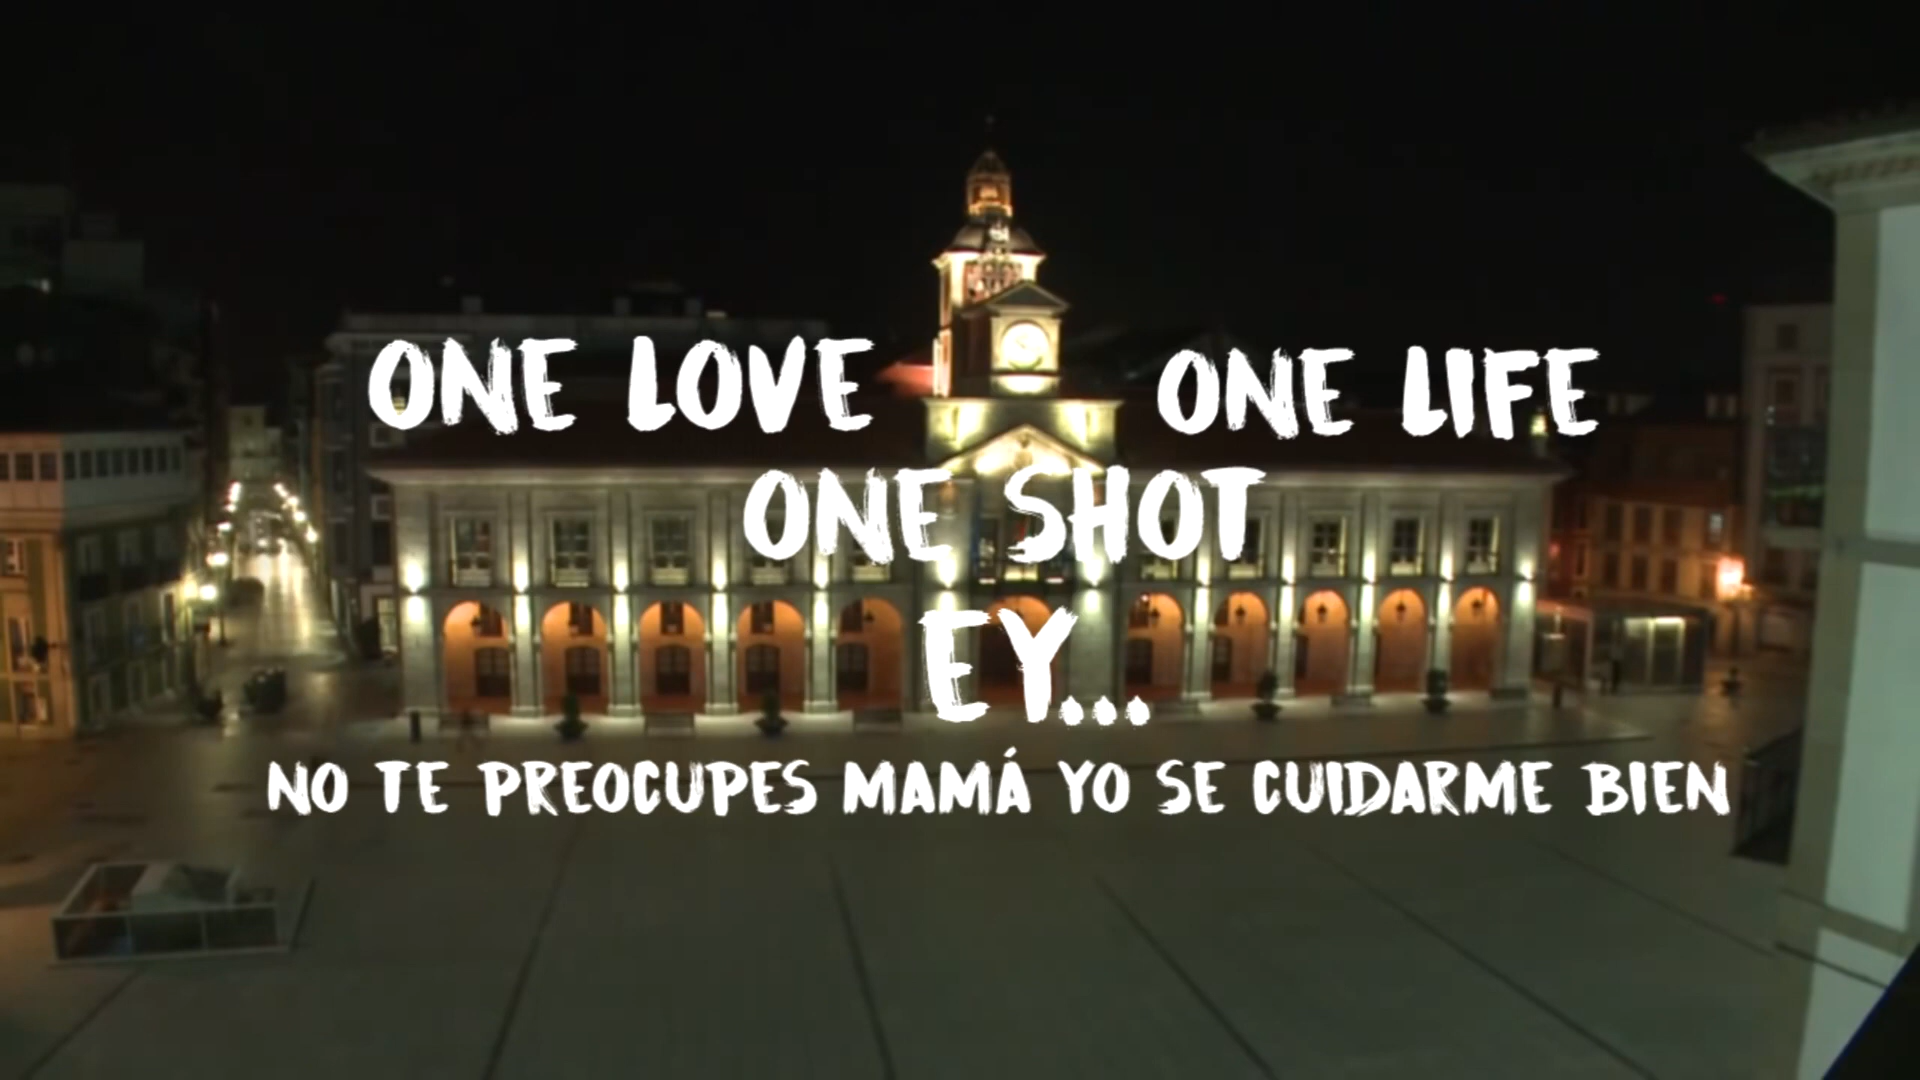 ONE LOVE ONE LIFE
ONE SHOT
EY...
NO TE PREOCUPES MAMÁ YO SE CUIDARME BIEN